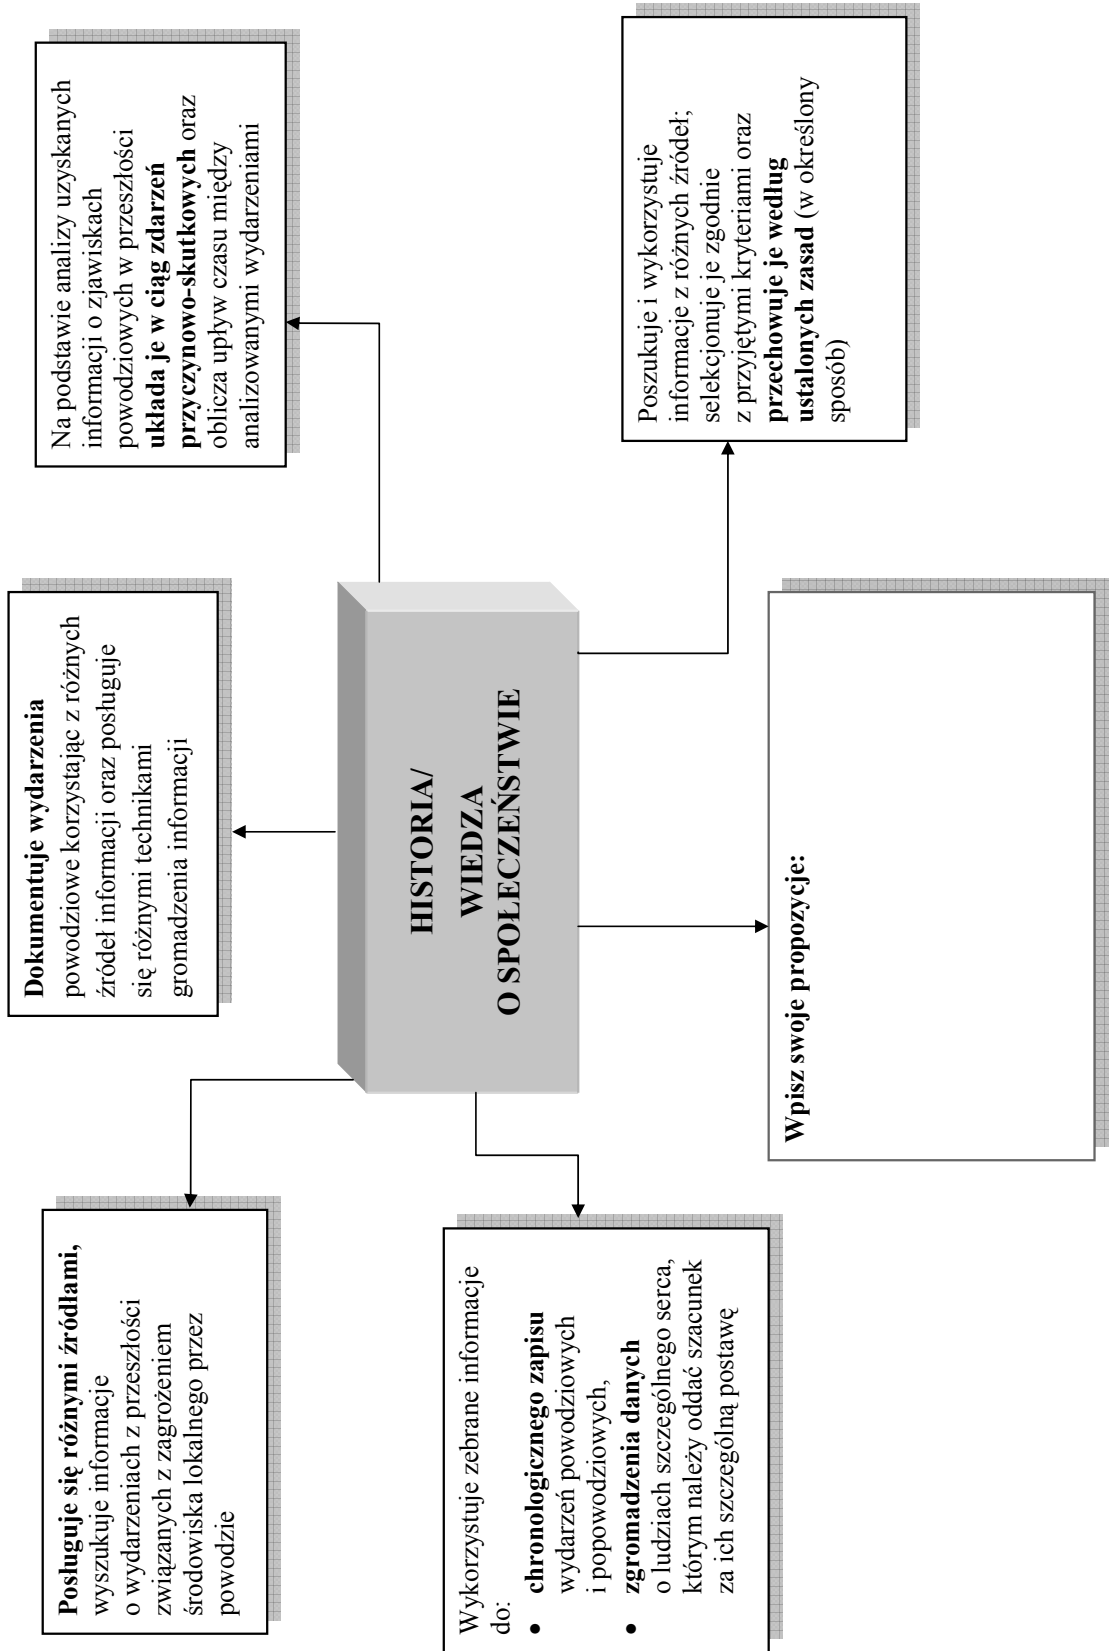 Posługuje się różnymi źródłami,
wyszukuje informacje
o wydarzeniach z przeszłości
związanych z zagrożeniem
środowiska lokalnego przez
powodzie
Dokumentuje wydarzenia
powodziowe korzystając z różnych
źródeł informacji oraz posługuje
się różnymi technikami
gromadzenia informacji
Na podstawie analizy uzyskanych
informacji o zjawiskach
powodziowych w przeszłości
układa je w ciąg zdarzeń
przyczynowo-skutkowych oraz
oblicza upływ czasu między
analizowanymi wydarzeniami
HISTORIA/
WIEDZA
O SPOŁECZEŃSTWIE
Wykorzystuje zebrane informacje
do:
• chronologicznego zapisu
wydarzeń powodziowych
i popowodziowych,
• zgromadzenia danych
o ludziach szczególnego serca,
którym należy oddać szacunek
za ich szczególną postawę
Wpisz swoje propozycje:
Poszukuje i wykorzystuje
informacje z różnych źródeł;
selekcjonuje je zgodnie
z przyjętymi kryteriami oraz
przechowuje je według
ustalonych zasad (w określony
sposób)